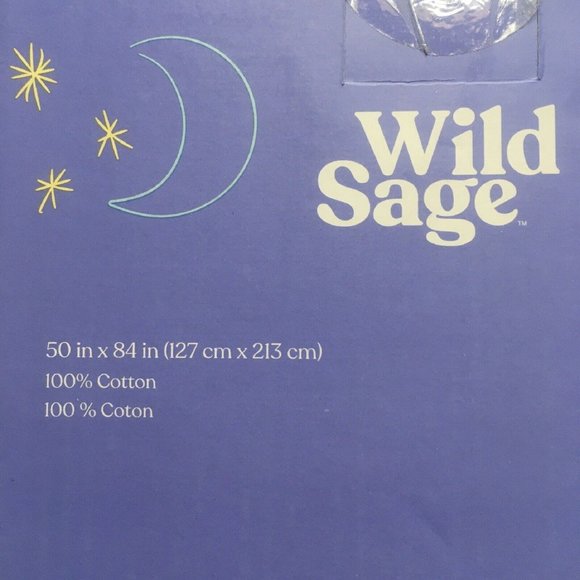 Wild
Sage™
50 in x 84 in (127 cm x 213 cm)
100% Cotton
100 % Coton